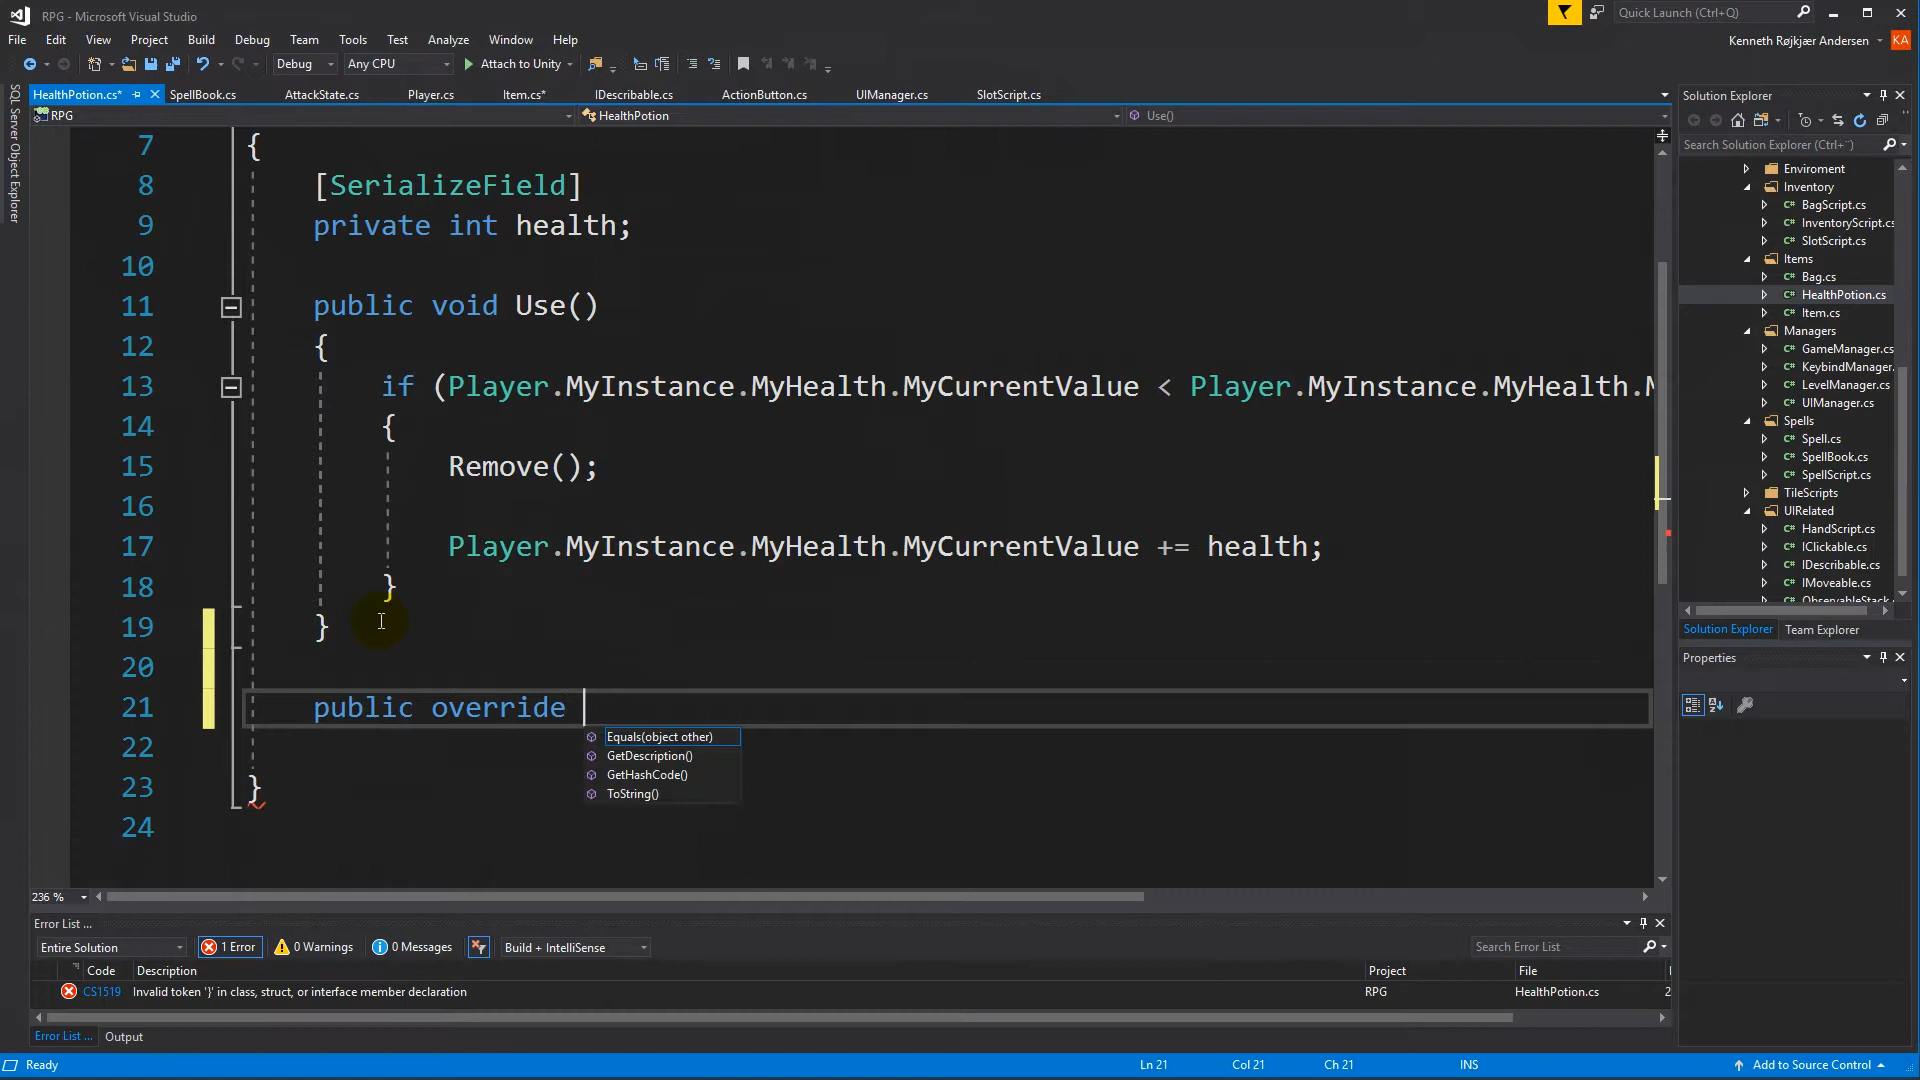 RPG - Microsoft Visual Studio
Quick Launch (Ctrl+Q)
File Edit View Project Build Debug Team Tools Test Analyze Window Help
Kenneth Røjkjær Andersen
KA
Debug Any CPU Attach to Unity
SQL Server Object Explorer
HealthPotion.cs* SpellBook.cs AttackState.cs Player.cs Item.cs* IDescribable.cs ActionButton.cs UIManager.cs SlotScript.cs
RPG HealthPotion Use()
7 {
8 [SerializeField]
9 private int health;
10
11 public void Use()
12 {
13 if (Player.MyInstance.MyHealth.MyCurrentValue < Player.MyInstance.MyHealth.M
14 {
15 Remove();
16
17 Player.MyInstance.MyHealth.MyCurrentValue += health;
18 }
19 }
20
21 public override
Equals(object other)
GetDescription()
GetHashCode()
ToString()
22
23 }
24
236 %
Error List ...
Entire Solution 1 Error 0 Warnings 0 Messages Build + IntelliSense Search Error List
Code Description Project File
CS1519 Invalid token '}' in class, struct, or interface member declaration RPG HealthPotion.cs 2
Error List ... Output
Ready Ln 21 Col 21 Ch 21 INS Add to Source Control
Solution Explorer
Search Solution Explorer (Ctrl+¨)
Enviroment
Inventory
C# BagScript.cs
C# InventoryScript.cs
C# SlotScript.cs
Items
C# Bag.cs
C# HealthPotion.cs
C# Item.cs
Managers
C# GameManager.cs
C# KeybindManager.
C# LevelManager.cs
C# UIManager.cs
Spells
C# Spell.cs
C# SpellBook.cs
C# SpellScript.cs
TileScripts
UIRelated
C# HandScript.cs
C# IClickable.cs
C# IDescribable.cs
C# IMoveable.cs
C# ObservableStack.
Solution Explorer Team Explorer
Properties